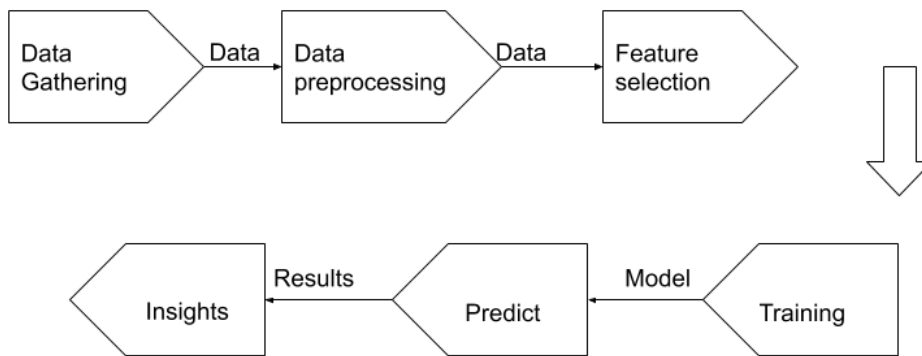 Data
Gathering
Data
Data
preprocessing
Data
Feature
selection
Insights
Results
Predict
Model
Training